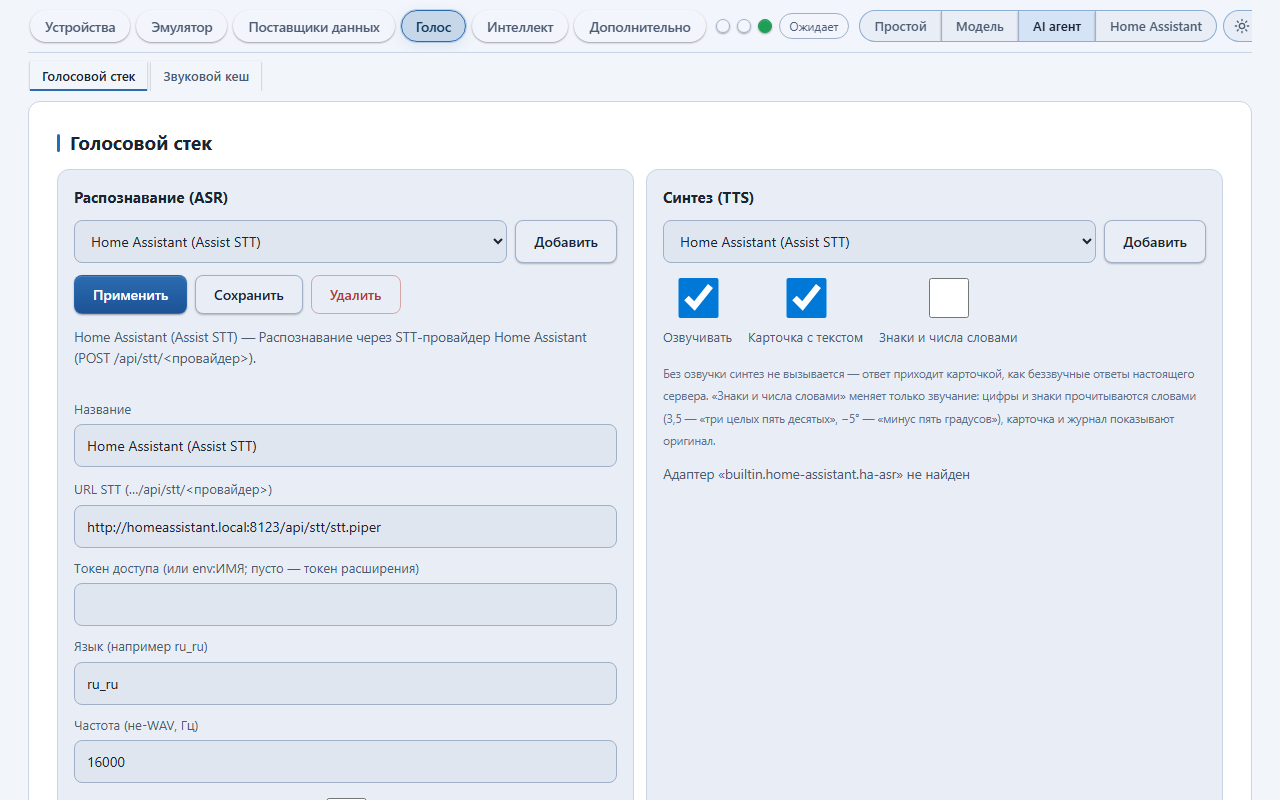 Устройства
Эмулятор
Поставщики данных
Голос
Интеллект
Дополнительно
Ожидает
Простой
Модель
AI агент
Home Assistant
Голосовой стек
Звуковой кеш
Голосовой стек
Распознавание (ASR)
Home Assistant (Assist STT)
Добавить
Применить
Сохранить
Удалить
Home Assistant (Assist STT) — Распознавание через STT-провайдер Home Assistant
(POST /api/stt/<провайдер>).
Название
Home Assistant (Assist STT)
URL STT (.../api/stt/<провайдер>)
http://homeassistant.local:8123/api/stt/stt.piper
Токен доступа (или env:ИМЯ; пусто — токен расширения)
Язык (например ru_ru)
ru_ru
Частота (не-WAV, Гц)
16000
Синтез (TTS)
Home Assistant (Assist STT)
Добавить
Озвучивать
Карточка с текстом
Знаки и числа словами
Без озвучки синтез не вызывается — ответ приходит карточкой, как беззвучные ответы настоящего
сервера. «Знаки и числа словами» меняет только звучание: цифры и знаки прочитываются словами
(3,5 — «три целых пять десятых», −5° — «минус пять градусов»), карточка и журнал показывают
оригинал.
Адаптер «builtin.home-assistant.ha-asr» не найден